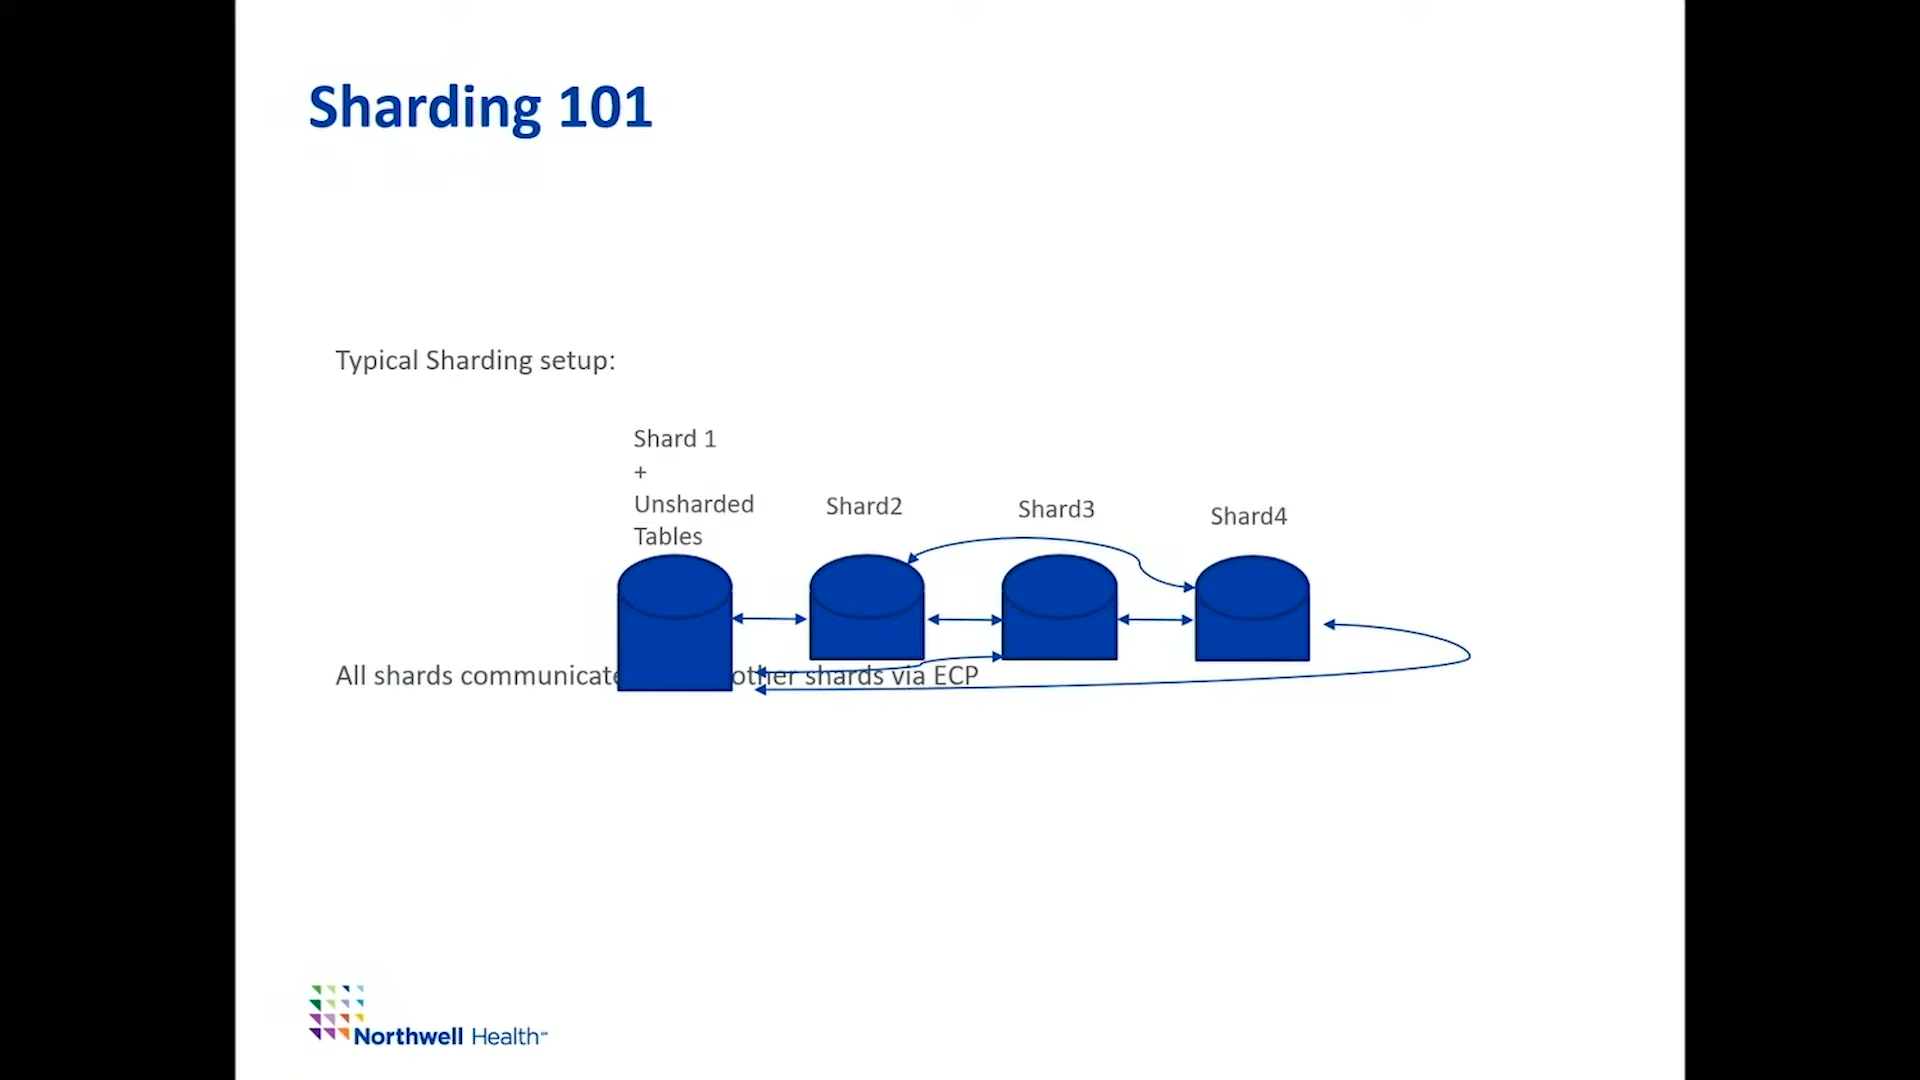 Sharding 101
Typical Sharding setup:
Shard 1
+
Unsharded
Tables
Shard2
Shard3
Shard4
All shards communicate other shards via ECP
Northwell Health